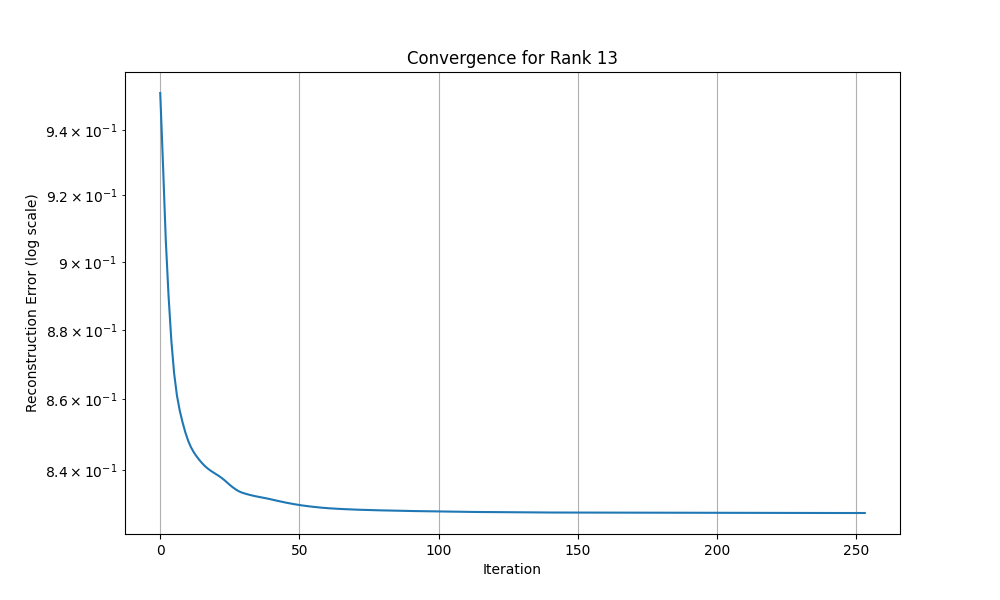 Convergence for Rank 13
Reconstruction Error (log scale)
9.4 × 10⁻¹
9.2 × 10⁻¹
9 × 10⁻¹
8.8 × 10⁻¹
8.6 × 10⁻¹
8.4 × 10⁻¹
0 50 100 150 200 250
Iteration